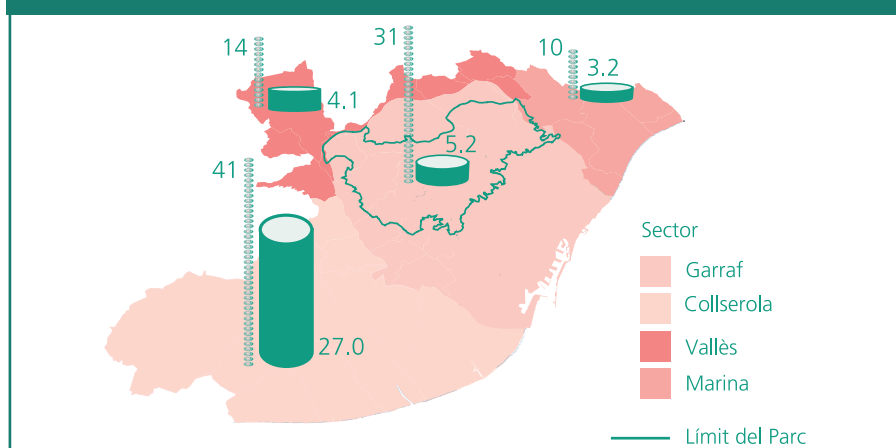 14
31
10
3.2
4.1
5.2
41
27.0
Sector
Garraf
Collserola
Vallès
Marina
Límit del Parc